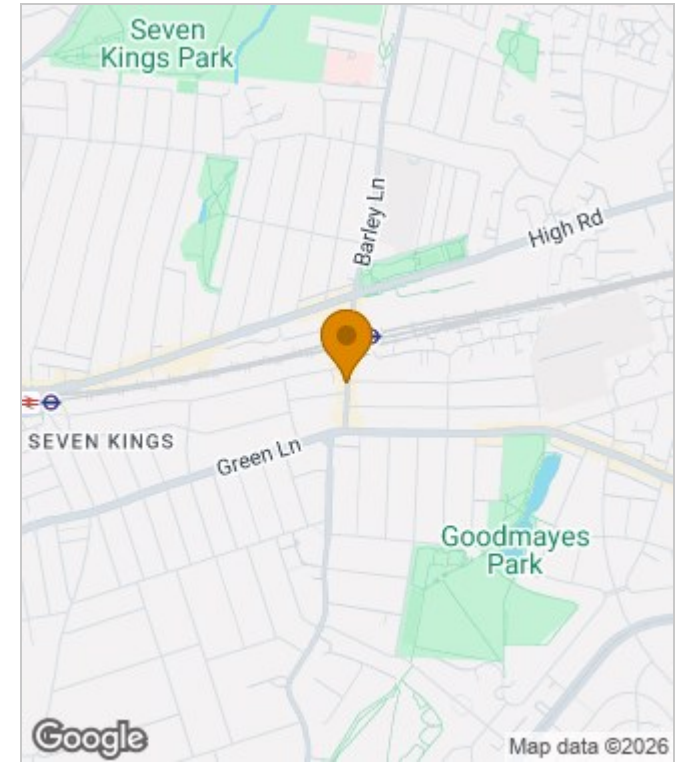 Seven
Kings Park
Barley Ln
High Rd
SEVEN KINGS
Green Ln
Goodmayes
Park
Google
Map data ©2026